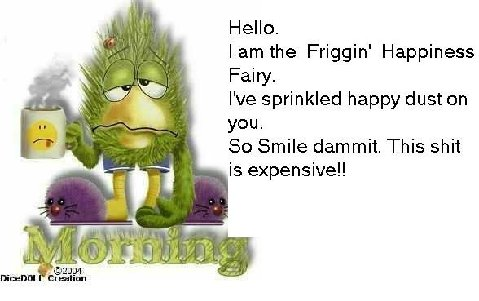 Hello.
I am the Friggin' Happiness
Fairy.
I've sprinkled happy dust on
you.
So Smile dammit. This shit
is expensive!!
Morning
©2004
DiceDOLL Creation